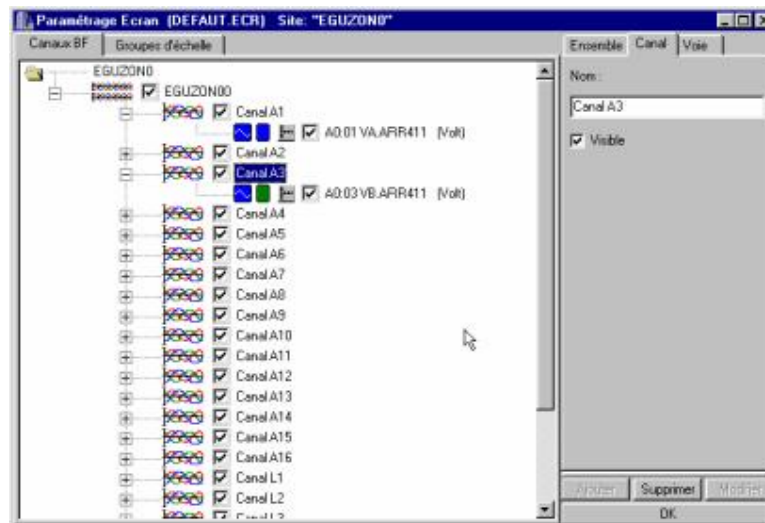 Paramétrage Ecran (DEFAUT.ECR) Site: "EGUZON0"
Canaux BF Groupes d'échelle
EGUZON0
EGUZON00
Canal A1
A0:01 VA.ARR411 (Volt)
Canal A2
Canal A3
A0:03 VB.ARR411 (Volt)
Canal A4
Canal A5
Canal A6
Canal A7
Canal A8
Canal A9
Canal A10
Canal A11
Canal A12
Canal A13
Canal A14
Canal A15
Canal A16
Canal L1
Canal L2
Canal L3
Ensemble Canal Voie
Nom :
Canal A3
Visible
Ajouter Supprimer Modifier
OK